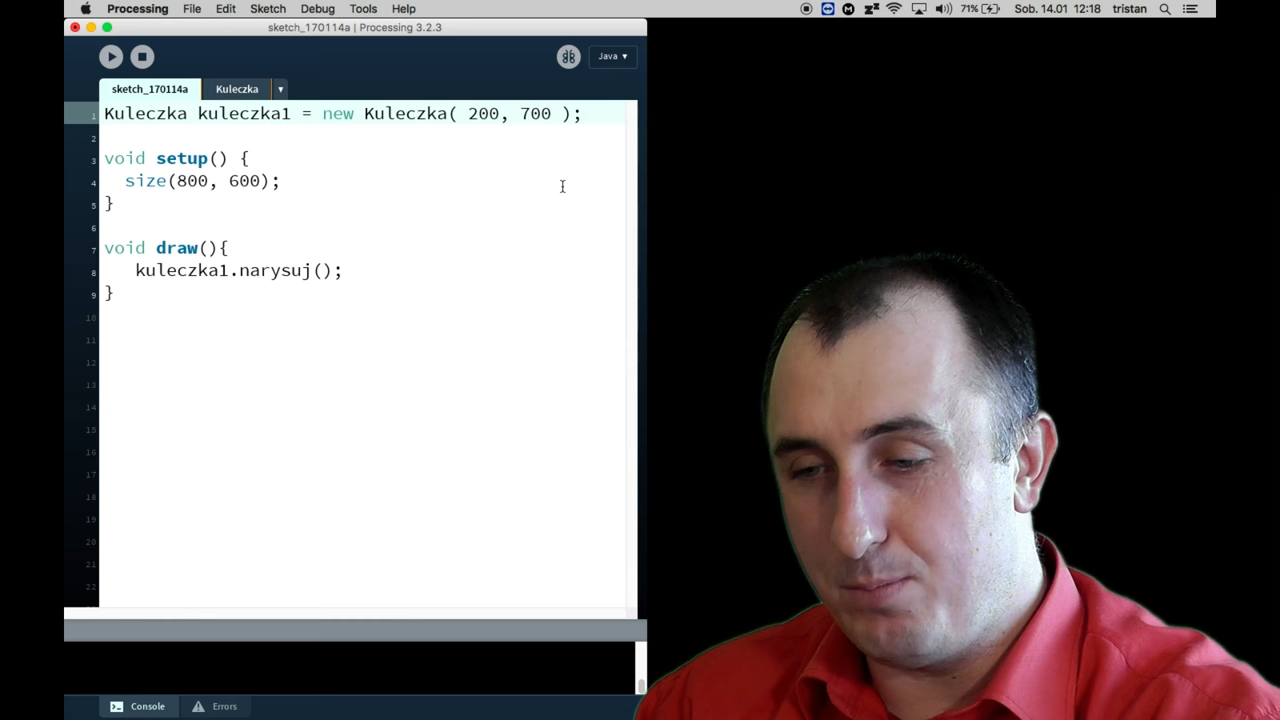 Processing File Edit Sketch Debug Tools Help 71% Sob. 14.01 12:18 tristan
sketch_170114a | Processing 3.2.3
Java ▾
sketch_170114a Kuleczka ▾
1 Kuleczka kuleczka1 = new Kuleczka( 200, 700 );
2
3 void setup() {
4 size(800, 600);
5 }
6
7 void draw(){
8 kuleczka1.narysuj();
9 }
10
11
12
13
14
15
16
17
18
19
20
21
22
Console Errors